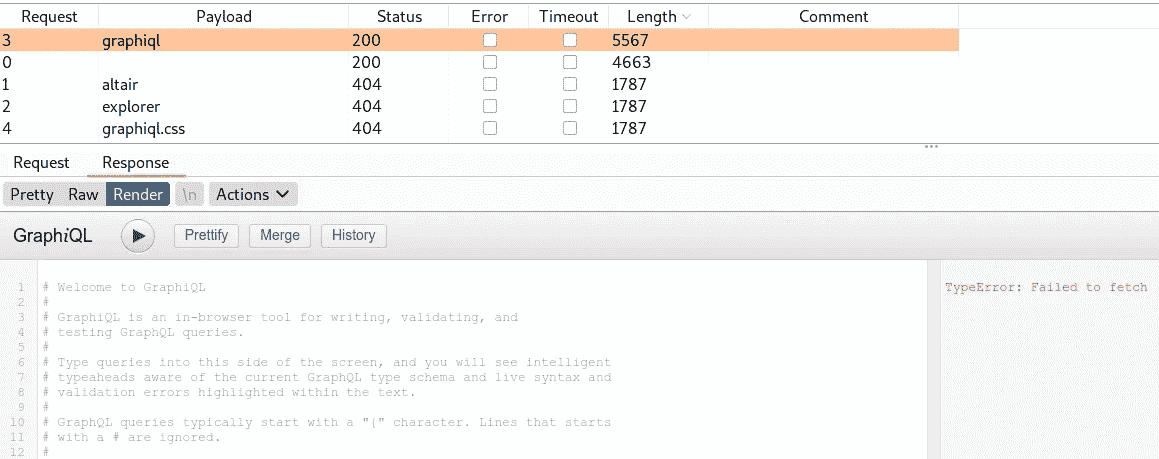 Request Payload Status Error Timeout Length Comment
3 graphiql 200 5567
0 200 4663
1 altair 404 1787
2 explorer 404 1787
4 graphiql.css 404 1787
Request Response
Pretty Raw Render \n Actions
GraphiQL Prettify Merge History
1 # Welcome to GraphiQL TypeError: Failed to fetch
2 #
3 # GraphiQL is an in-browser tool for writing, validating, and
4 # testing GraphQL queries.
5 #
6 # Type queries into this side of the screen, and you will see intelligent
7 # typeaheads aware of the current GraphQL type schema and live syntax and
8 # validation errors highlighted within the text.
9 #
10 # GraphQL queries typically start with a "{" character. Lines that starts
11 # with a # are ignored.
12 #